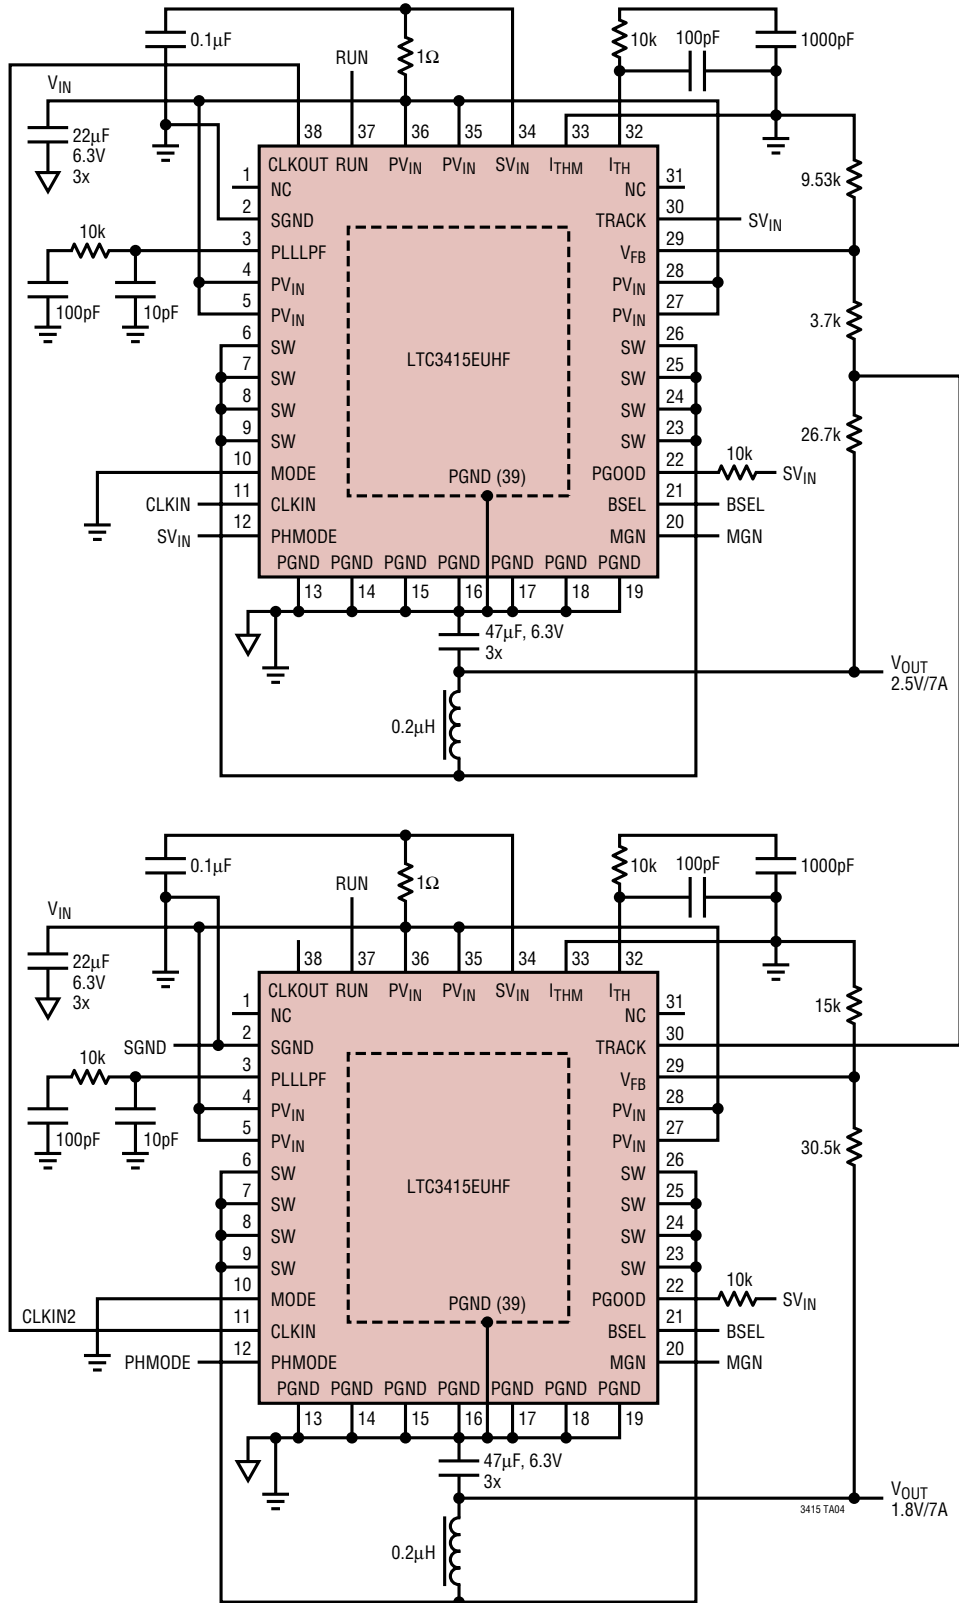 0.1µF
RUN
1Ω
10k
100pF
1000pF
VIN
22µF
6.3V
3x
38 37 36 35 34 33 32
CLKOUT RUN PVIN PVIN SVIN ITHM ITH
1 NC
NC 31
2 SGND
TRACK 30
SVIN
9.53k
10k
3 PLLLPF
VFB 29
100pF
10pF
4 PVIN
PVIN 28
5 PVIN
PVIN 27
3.7k
6 SW
SW 26
LTC3415EUHF
7 SW
SW 25
8 SW
SW 24
26.7k
9 SW
SW 23
10 MODE
PGND (39)
PGOOD 22
10k
SVIN
CLKIN
11 CLKIN
BSEL 21
BSEL
SVIN
12 PHMODE
MGN 20
MGN
PGND PGND PGND PGND PGND PGND PGND
13 14 15 16 17 18 19
47µF, 6.3V
3x
VOUT
2.5V/7A
0.2µH
0.1µF
RUN
1Ω
10k
100pF
1000pF
VIN
22µF
6.3V
3x
38 37 36 35 34 33 32
CLKOUT RUN PVIN PVIN SVIN ITHM ITH
1 NC
NC 31
15k
SGND
2 SGND
TRACK 30
10k
3 PLLLPF
VFB 29
100pF
10pF
4 PVIN
PVIN 28
5 PVIN
PVIN 27
30.5k
6 SW
SW 26
LTC3415EUHF
7 SW
SW 25
8 SW
SW 24
9 SW
SW 23
10 MODE
PGND (39)
PGOOD 22
10k
SVIN
CLKIN2
11 CLKIN
BSEL 21
BSEL
PHMODE
12 PHMODE
MGN 20
MGN
PGND PGND PGND PGND PGND PGND PGND
13 14 15 16 17 18 19
47µF, 6.3V
3x
VOUT
1.8V/7A
3415 TA04
0.2µH